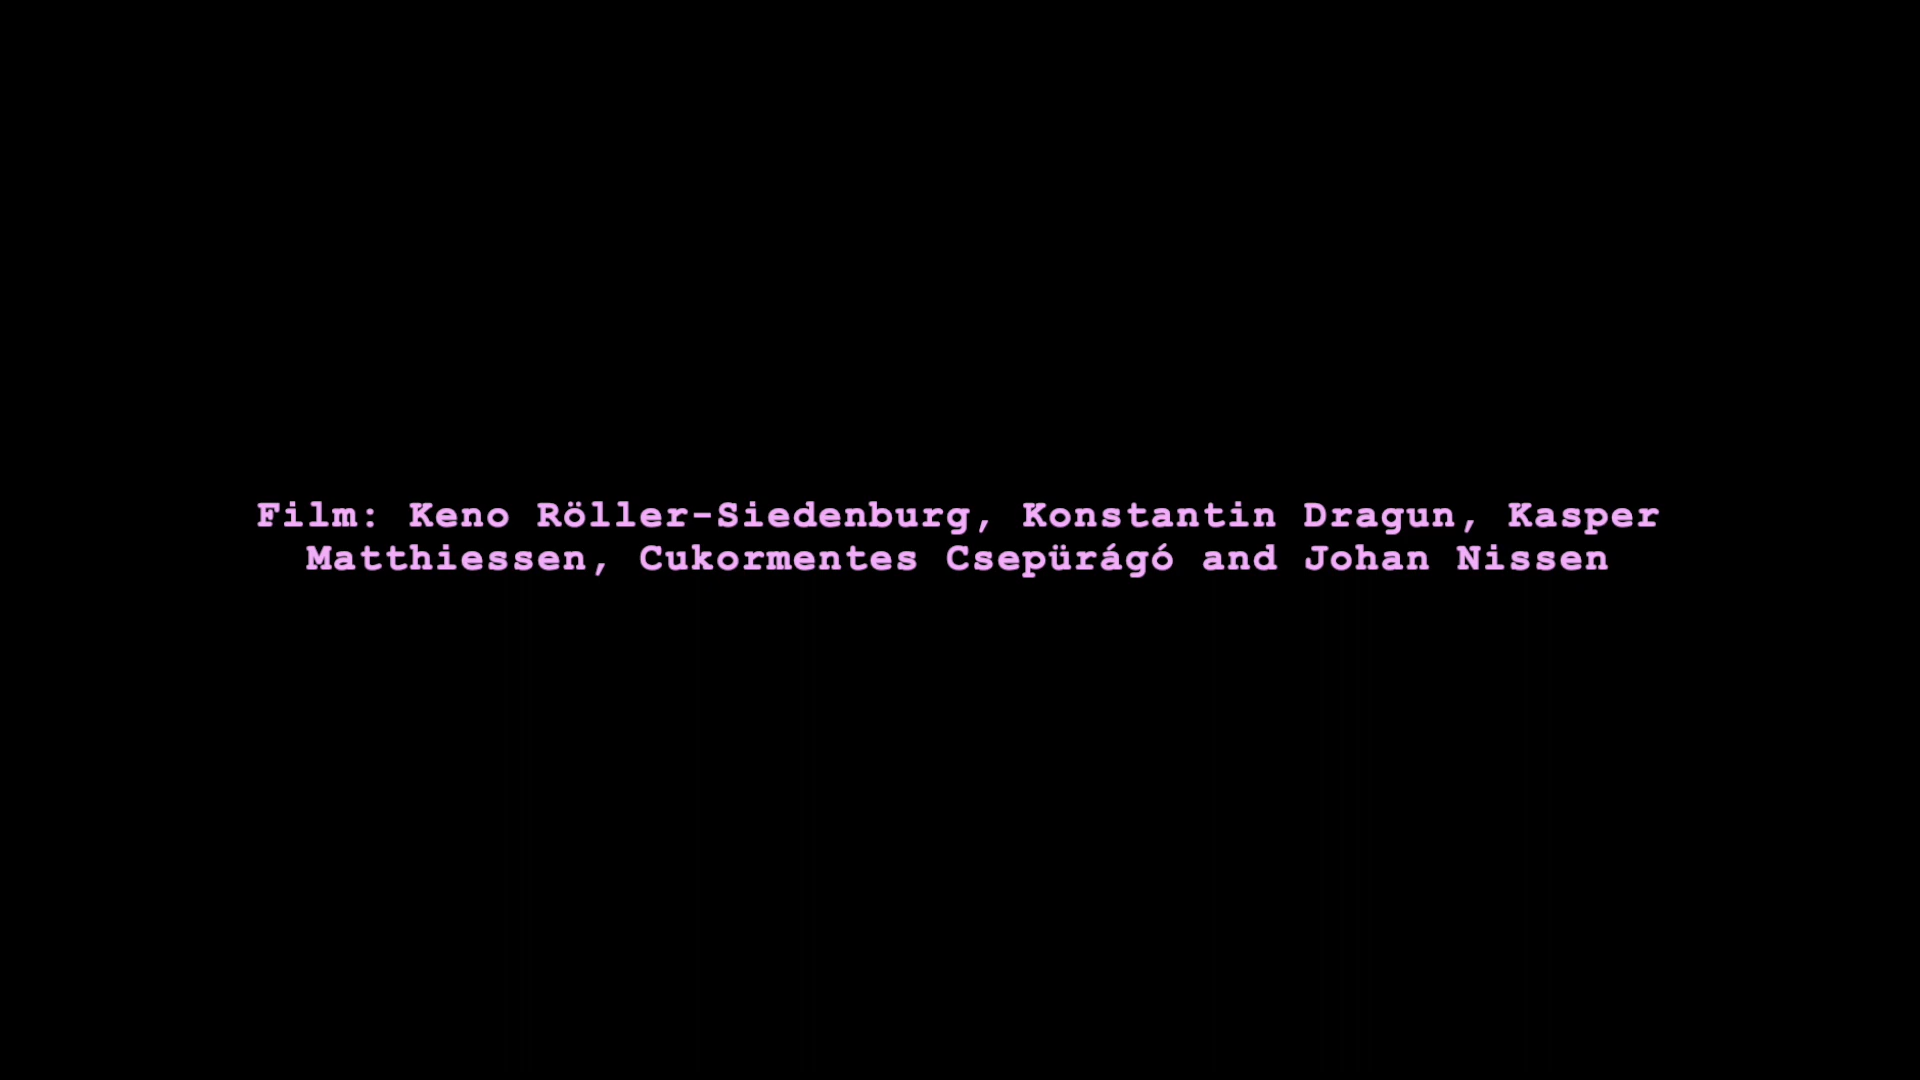 Film: Keno Röller-Siedenburg, Konstantin Dragun, Kasper
Matthiessen, Cukormentes Csepürágó and Johan Nissen